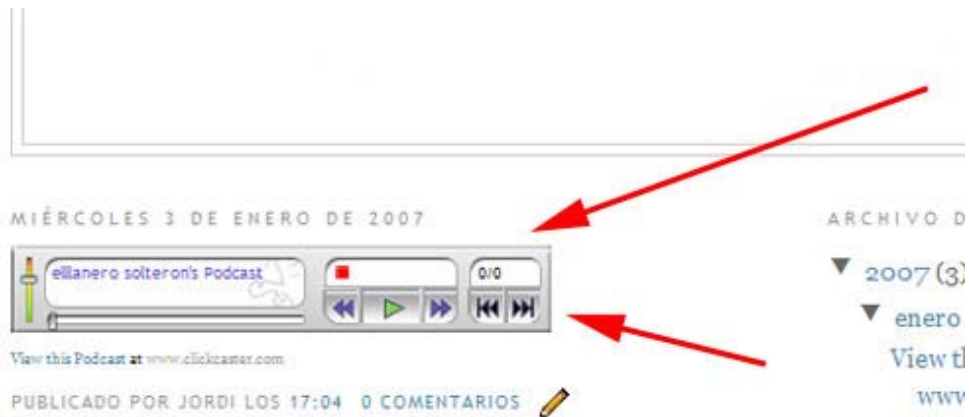 MIÉRCOLES 3 DE ENERO DE 2007
elllanero solteron's Podcast
0/0
View this Podcast at www.clickcaster.com
PUBLICADO POR JORDI LOS 17:04 0 COMENTARIOS
ARCHIVO D
2007 (3)
enero
View th
www